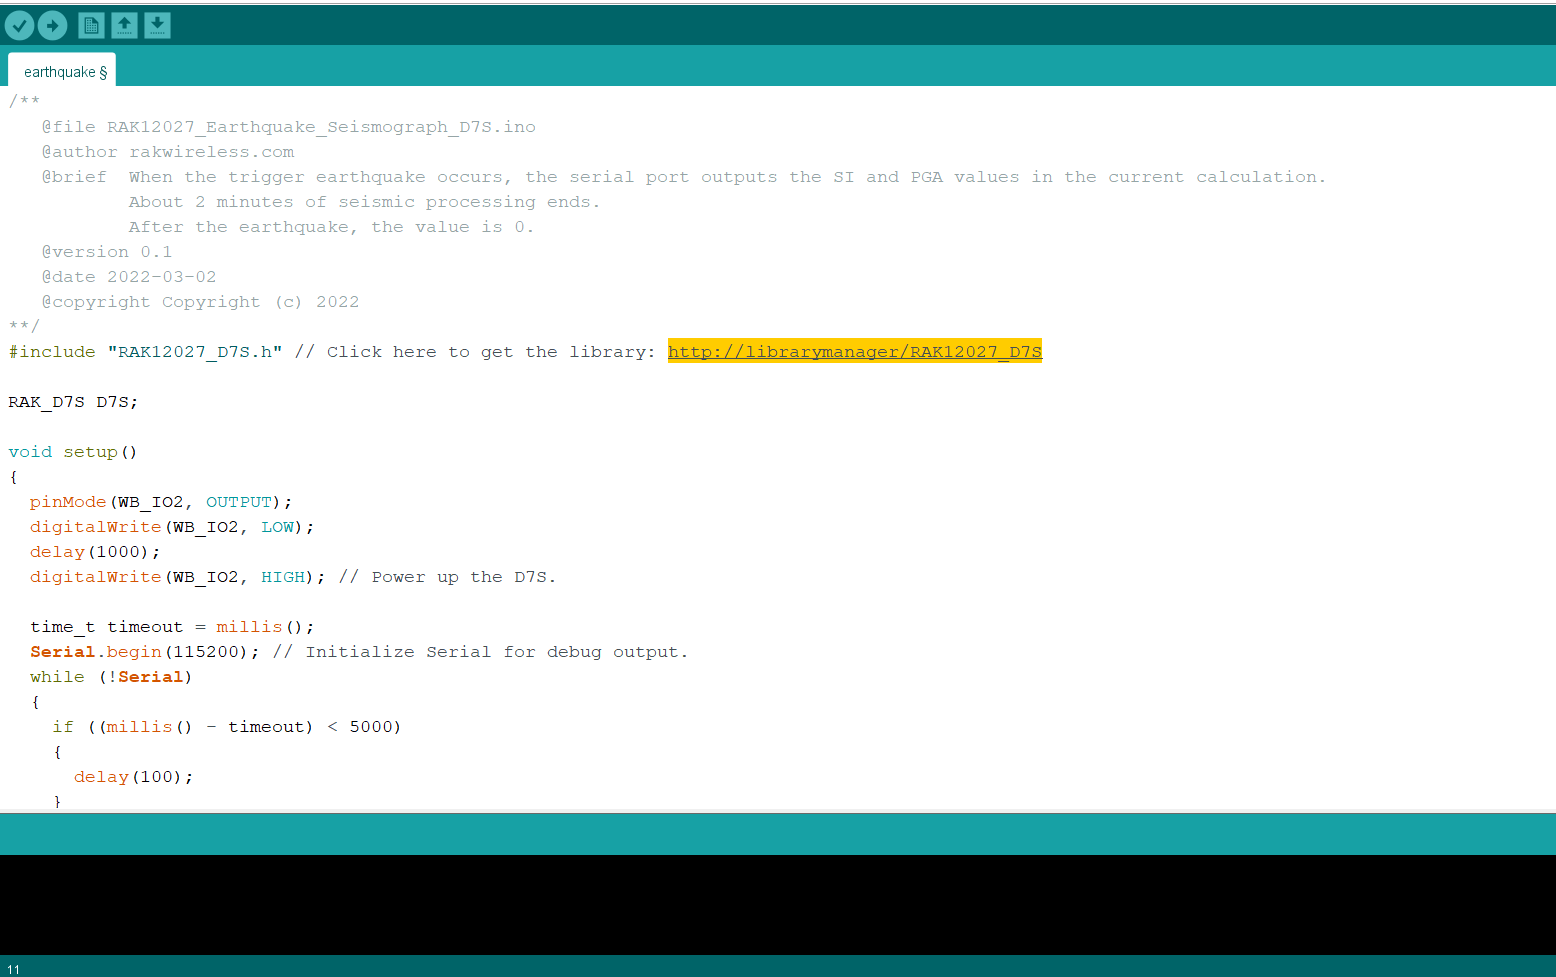 earthquake §
/**
@file RAK12027_Earthquake_Seismograph_D7S.ino
@author rakwireless.com
@brief  When the trigger earthquake occurs, the serial port outputs the SI and PGA values in the current calculation.
About 2 minutes of seismic processing ends.
After the earthquake, the value is 0.
@version 0.1
@date 2022-03-02
@copyright Copyright (c) 2022
**/
#include "RAK12027_D7S.h" // Click here to get the library: http://librarymanager/RAK12027_D7S
RAK_D7S D7S;
void setup()
{
pinMode(WB_IO2, OUTPUT);
digitalWrite(WB_IO2, LOW);
delay(1000);
digitalWrite(WB_IO2, HIGH); // Power up the D7S.
time_t timeout = millis();
Serial.begin(115200); // Initialize Serial for debug output.
while (!Serial)
{
if ((millis() - timeout) < 5000)
{
delay(100);
}
11